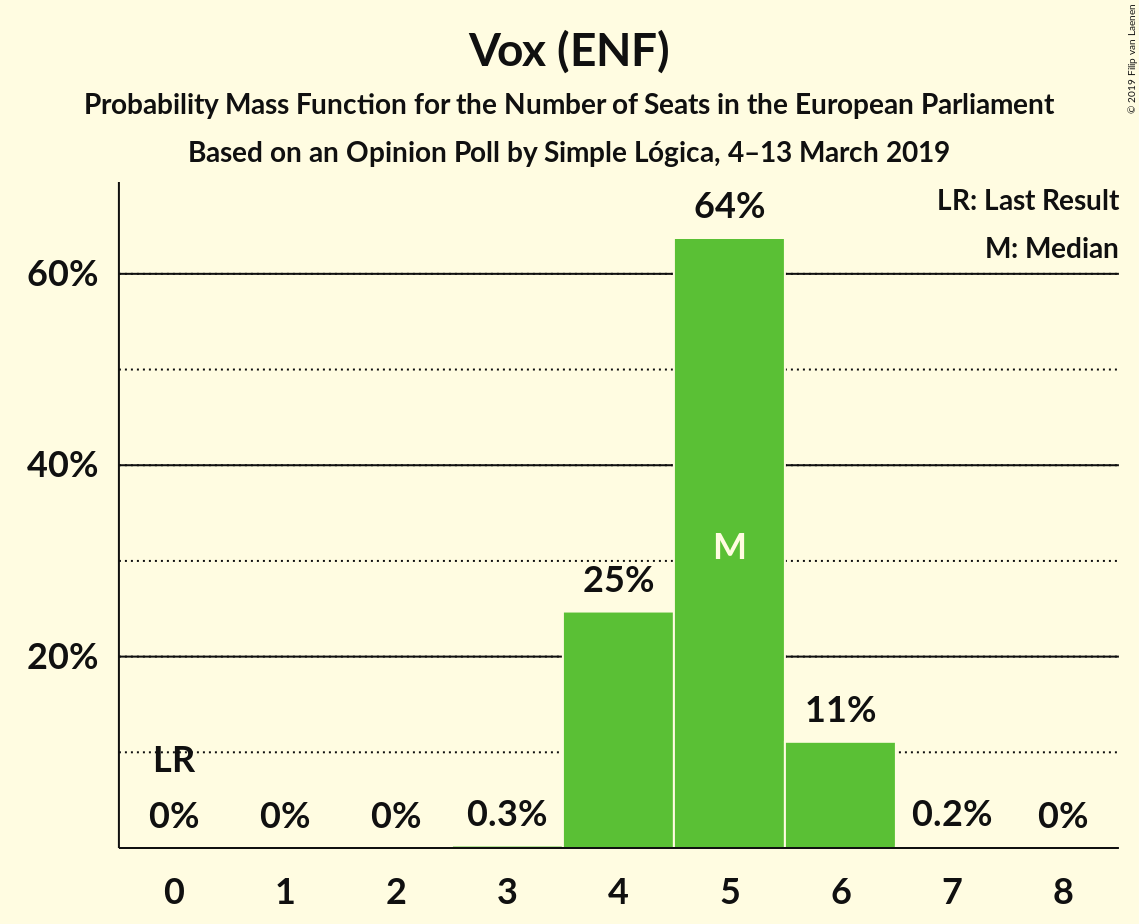 Vox (ENF)
Probability Mass Function for the Number of Seats in the European Parliament
Based on an Opinion Poll by Simple Lógica, 4–13 March 2019
© 2019 Filip van Laenen
LR: Last Result
M: Median
64%
60%
40%
M
25%
20%
11%
LR
0%
0%
0%
0.3%
0.2%
0%
0 1 2 3 4 5 6 7 8